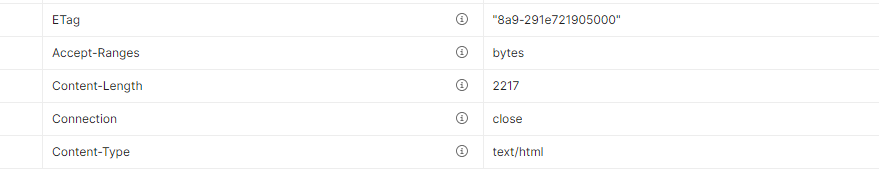 ETag "8a9-291e721905000"
Accept-Ranges bytes
Content-Length 2217
Connection close
Content-Type text/html